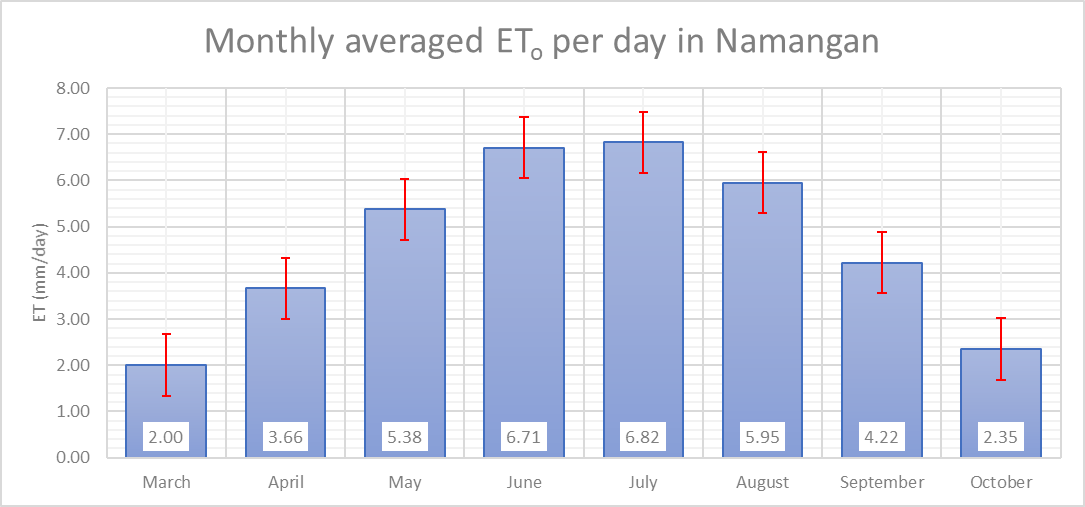 Monthly averaged ETo per day in Namangan
8.00
7.00
6.00
5.00
4.00
3.00
2.00
1.00
0.00
ET (mm/day)
2.00 3.66 5.38 6.71 6.82 5.95 4.22 2.35
March April May June July August September October